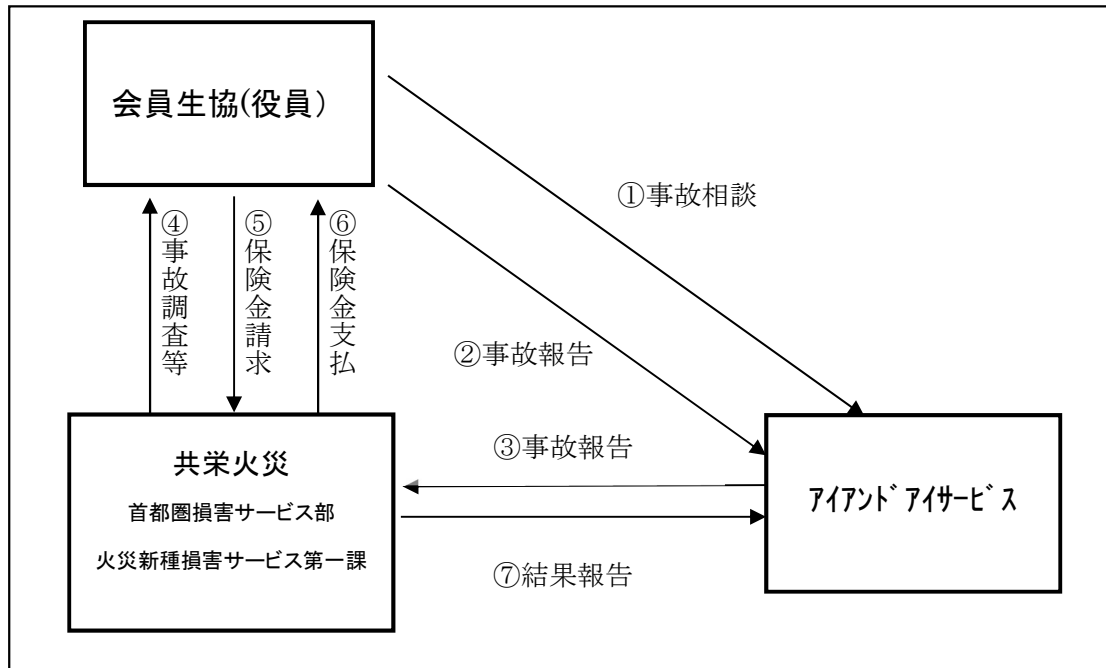 会員生協(役員)
①事故相談
④事故調査等
⑤保険金請求
⑥保険金支払
②事故報告
③事故報告
共栄火災
首都圏損害サービス部
火災新種損害サービス第一課
ｱｲｱﾝﾄﾞｱｲｻｰﾋﾞｽ
⑦結果報告